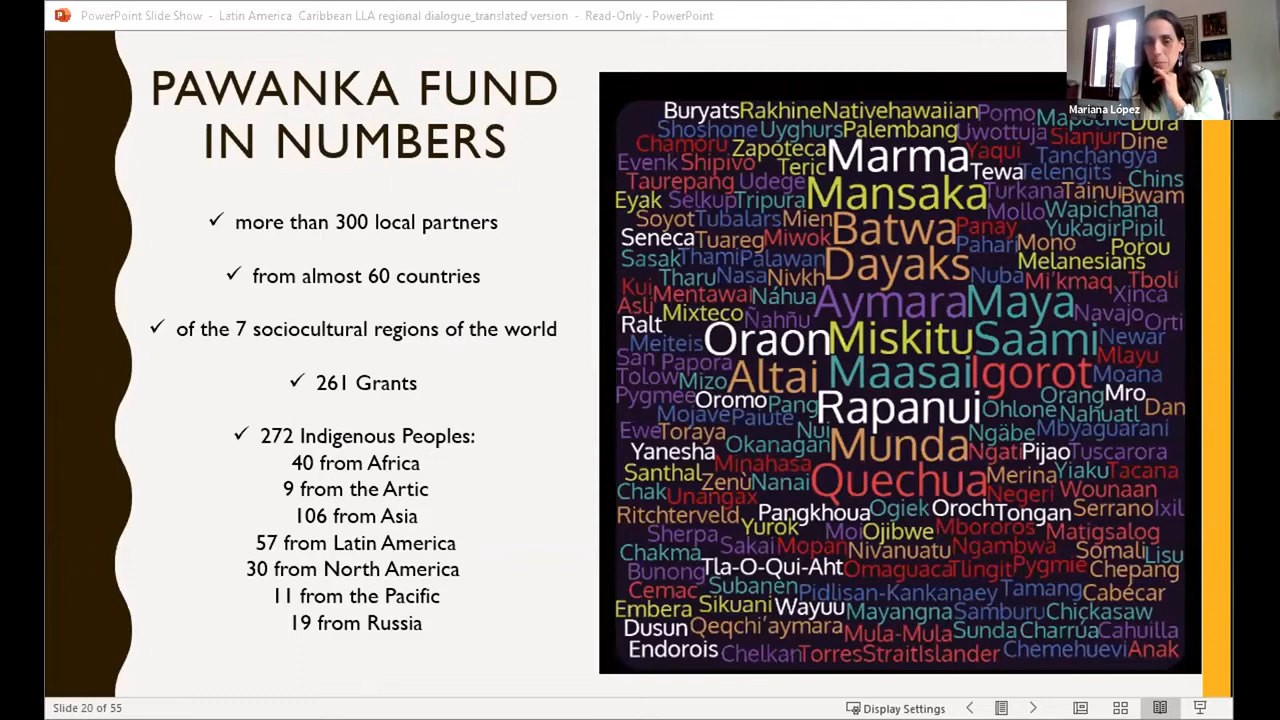 PowerPoint Slide Show - Latin America Caribbean LLA regional dialogue_translated version - Read-Only - PowerPoint
Mariana López
PAWANKA FUND
IN NUMBERS
✓ more than 300 local partners
✓ from almost 60 countries
✓ of the 7 sociocultural regions of the world
✓ 261 Grants
✓ 272 Indigenous Peoples:
40 from Africa
9 from the Artic
106 from Asia
57 from Latin America
30 from North America
11 from the Pacific
19 from Russia
Buryats Rakhine Nativehawaiian Pomo Mapuche Dura
Shoshone Uyghurs Palembang Uwottuja Sianjur
Chamoru Zapoteca Marma Yaqui Dine
Evenk Shipivo Teric Tewa Tanchangya
Taurepang Udege Mansaka Telengits Chins
Eyak Selkup Tripura Turkana Tainui Bwam
Soyot Tubalars Mien Batwa Mollo Wapichana
Seneca Tuareg Miwok Panay Yukagir Pipil
Sasak Thami Palawan Dayaks Pahari Mono Porou
Tharu Nasa Nivkh Nuba Melanesians
Kui Mentawai Náhua Aymara Maya Mi'kmaq Tboli
Asli Mixteco Ñahñu Xinca
Ralt Oraon Miskitu Saami Navajo Orti
Meiteis Newar
San Papora Altai Maasai Igorot Mlayu
Tolow Mizo Moana
Pygmee Oromo Pang Rapanui Ohlone Orang Mro
Mojave Paiute Nahuatl Dan
Ewe Toraya Nui Munda Ngäbe Mbyaguarani
Yanesha Okanagan Ngati Pijao Tuscarora
Santhal Minahasa Quechua Merina Yiaku Tacana
Chak Unangax Zenù Nanai Negeri Wounaan
Ritchterveld Pangkhoua Ogiek Oroch Tongan Serrano Ixil
Sherpa Yurok Moi Ojibwe Mbororos Matigsalog
Chakma Sakai Mopan Nivanuatu Ngambwa Somali Lisu
Bunong Tla-O-Qui-Aht Omaguaca Tlingit Pygmie Chepang
Cemac Subanen Pidlisan-Kankanaey Tamang Cabécar
Embera Sikuani Wayuu Mayangna Samburu Chickasaw
Dusun Qeqchi'aymara Mula-Mula Sunda Charrúa Cahuilla
Endorois Chelkan TorresStraitIslander Chemehuevi Anak
Slide 20 of 55
Display Settings